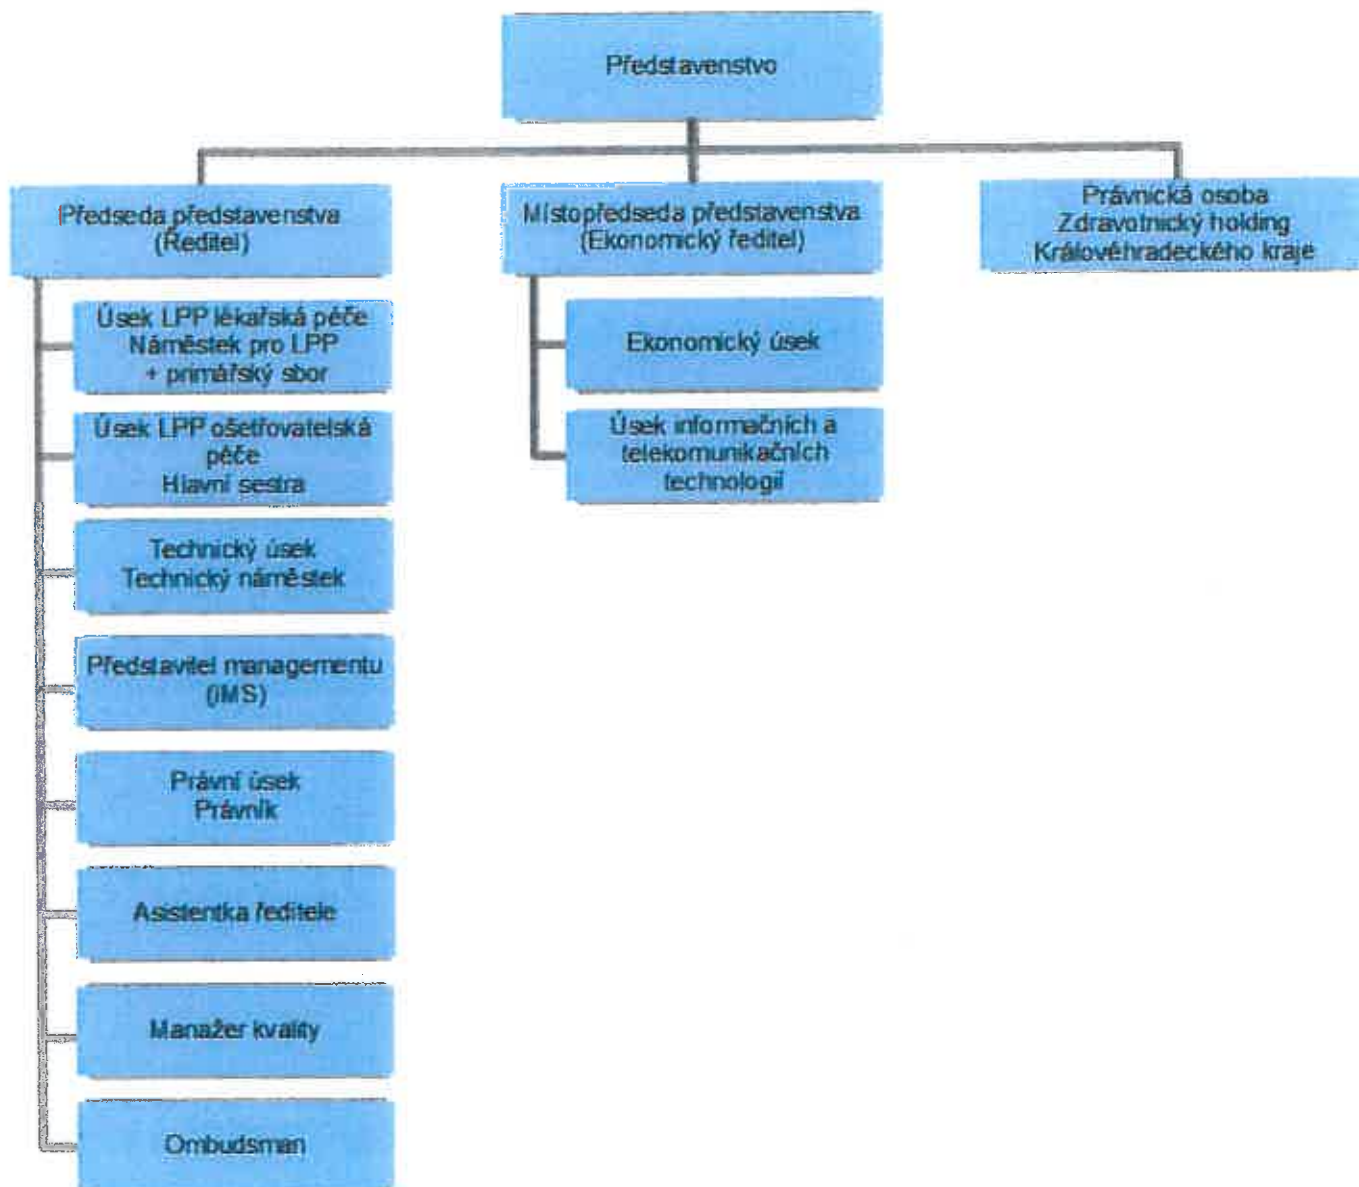 Představenstvo
Předseda představenstva
(Ředitel)
Místopředseda představenstva
(Ekonomický ředitel)
Právnická osoba
Zdravotnický holding
Královéhradeckého kraje
Úsek LPP lékařská péče
Náměstek pro LPP
+ primářský sbor
Úsek LPP ošetřovatelská
péče
Hlavní sestra
Technický úsek
Technický náměstek
Představitel managementu
(IMS)
Právní úsek
Právník
Asistentka ředitele
Manažer kvality
Ombudsman
Ekonomický úsek
Úsek informačních a
telekomunikačních
technologií